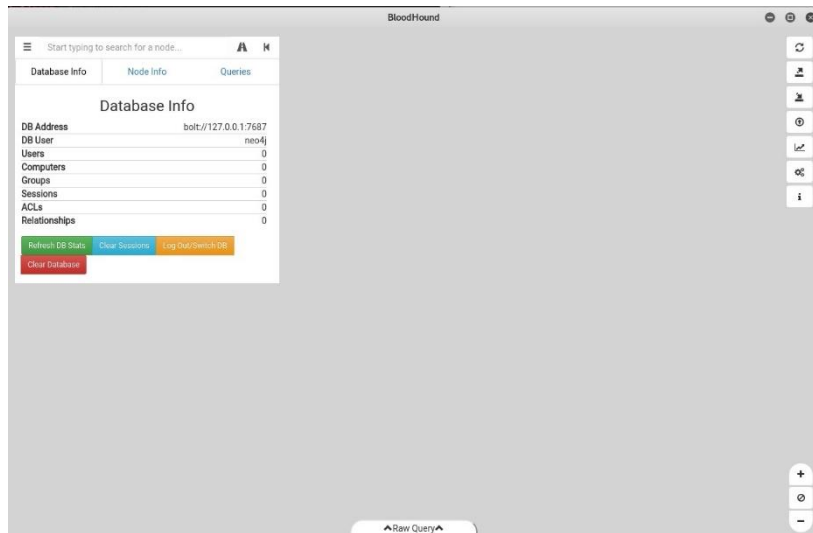 BloodHound
Start typing to search for a node...
A
Database Info Node Info Queries
Database Info
DB Address bolt://127.0.0.1:7687
DB User neo4j
Users 0
Computers 0
Groups 0
Sessions 0
ACLs 0
Relationships 0
Refresh DB Stats Clear Sessions Log Out/Switch DB
Clear Database
Raw Query